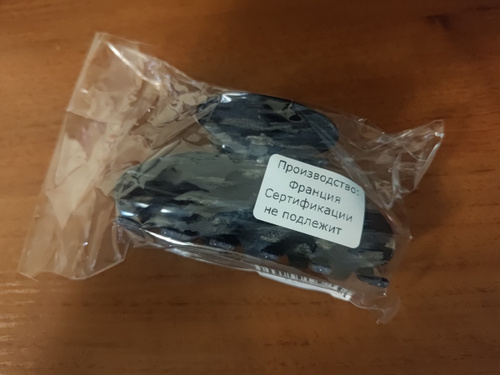 Производство:
Франция
Сертификации
не подлежит